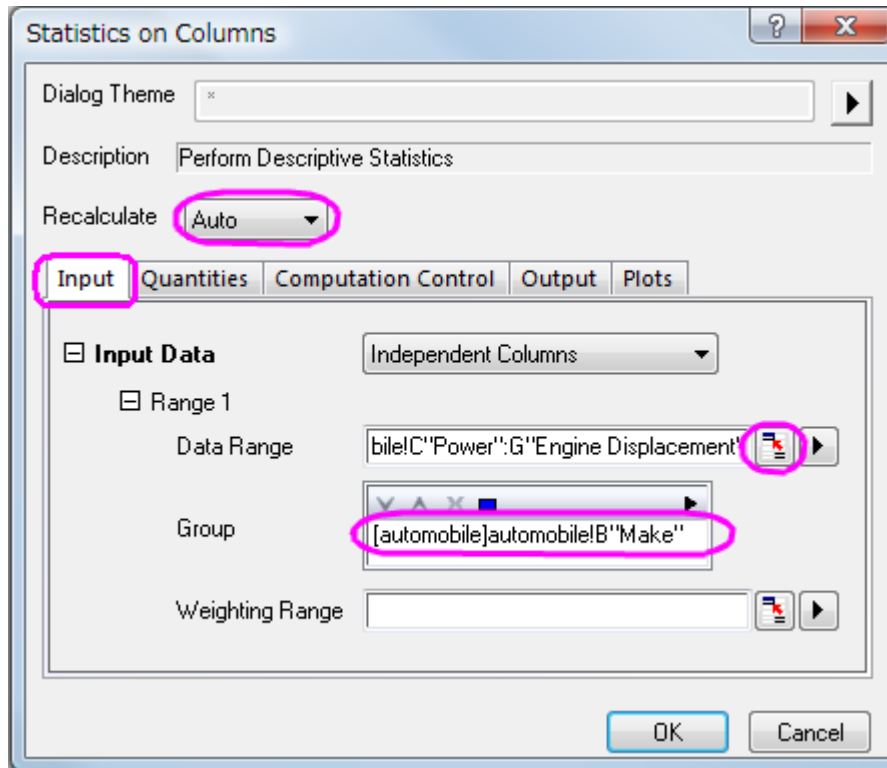 Statistics on Columns
Dialog Theme *
Description Perform Descriptive Statistics
Recalculate Auto
Input Quantities Computation Control Output Plots
Input Data Independent Columns
Range 1
Data Range bile!C"Power":G"Engine Displacement"
Group [automobile]automobile!B"Make"
Weighting Range
OK Cancel